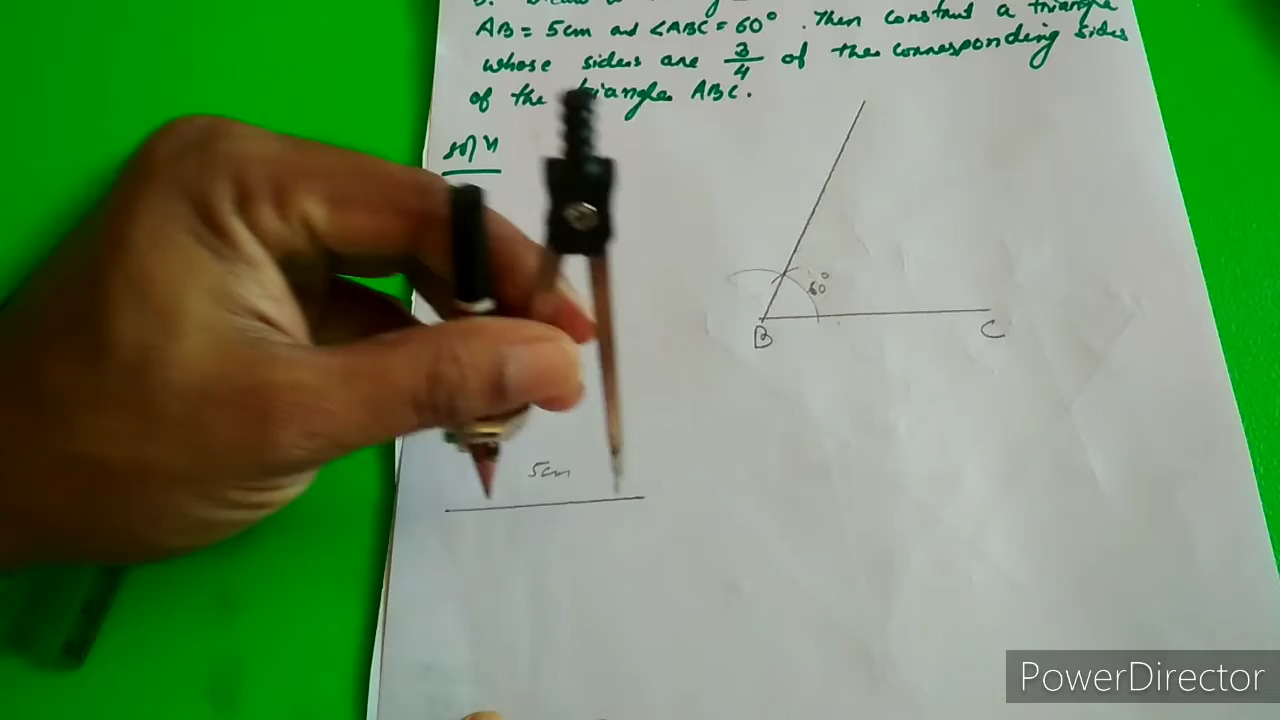 AB = 5cm and ∠ABC = 60°. Then construct a triangle
whose sides are 3/4 of the corresponding sides
of the triangle ABC.
solⁿ
60°
B C
5cm
PowerDirector